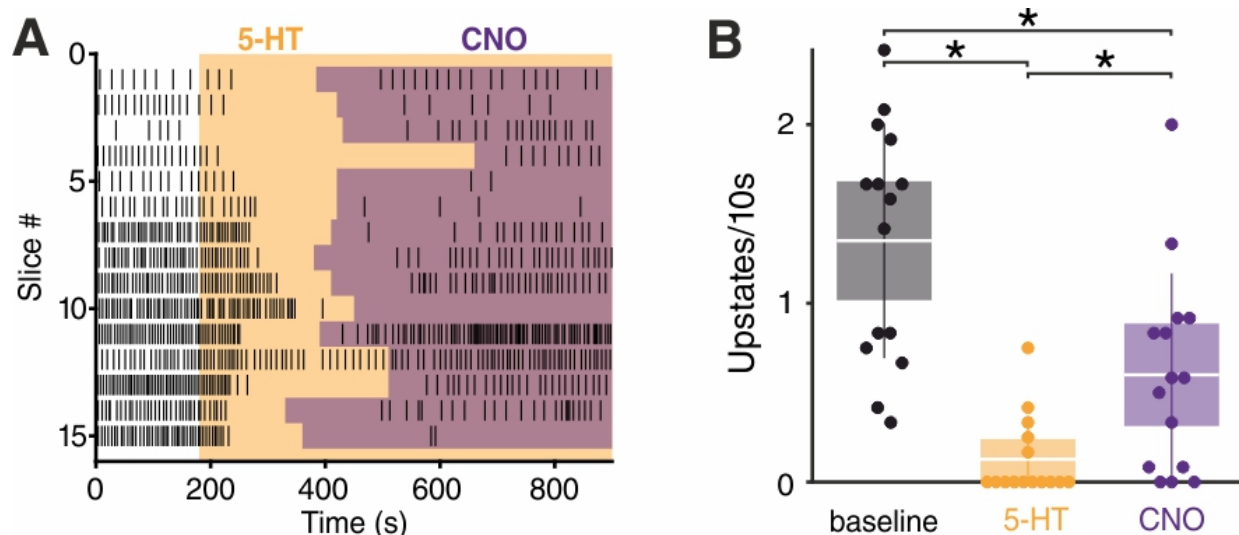 A
5-HT
CNO
0
5
10
15
Slice #
0
200
400
600
800
Time (s)
B
*
*
*
2
1
0
Upstates/10s
baseline
5-HT
CNO